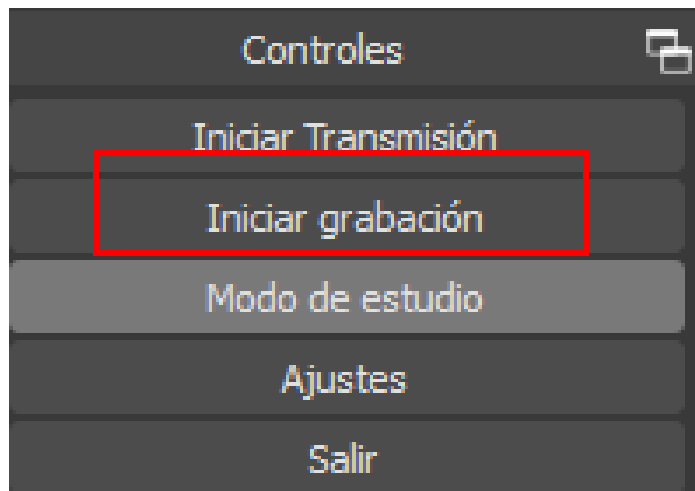 Controles
Iniciar Transmisión
Iniciar grabación
Modo de estudio
Ajustes
Salir